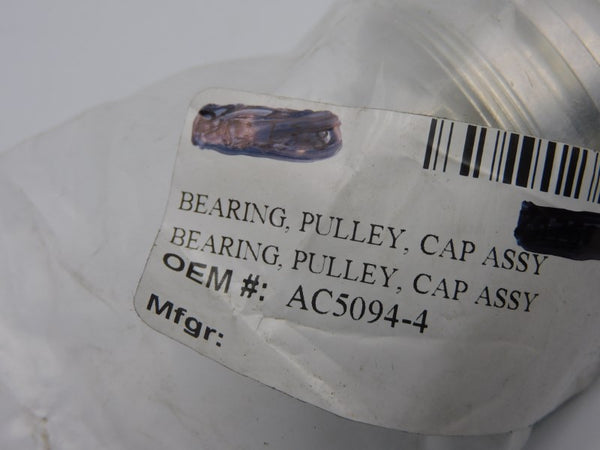 BEARING, PULLEY, CAP ASSY
BEARING, PULLEY, CAP ASSY
OEM #: AC5094-4
Mfgr: